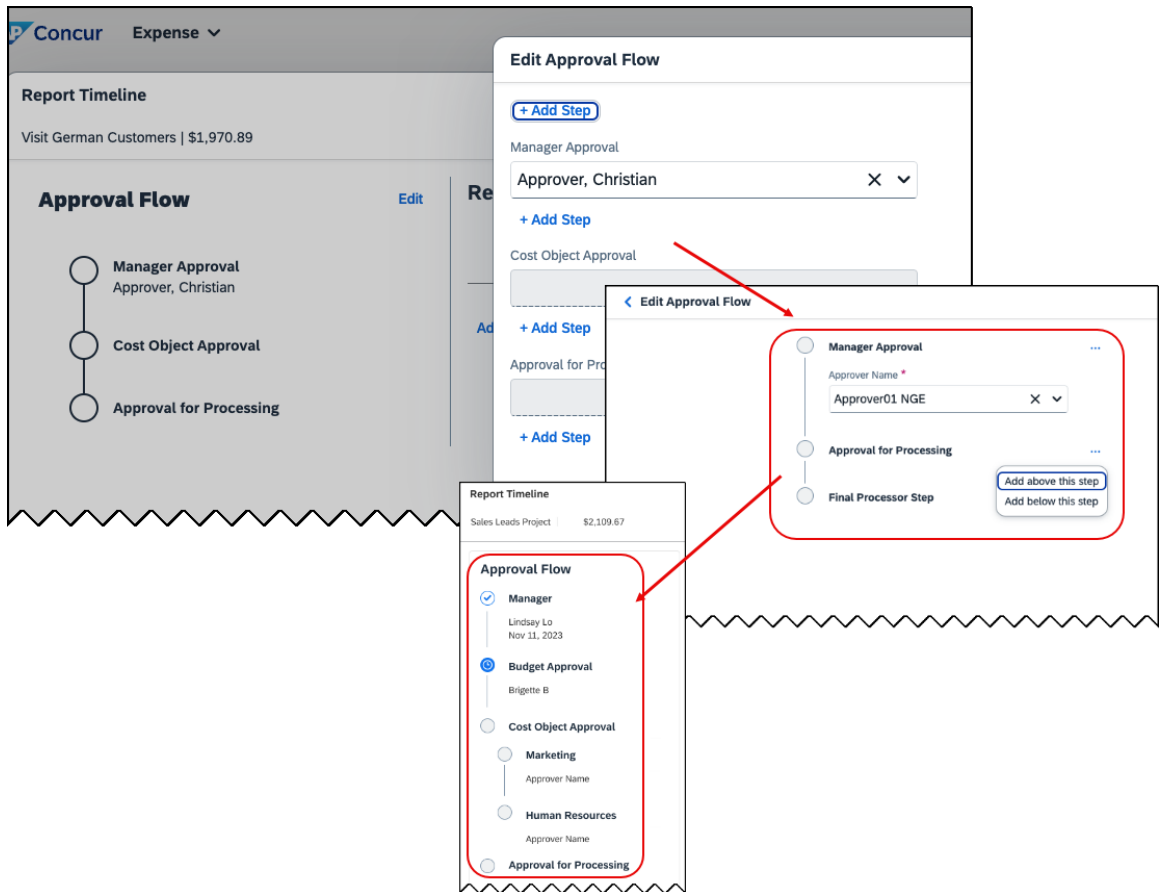 P Concur Expense
Report Timeline
Visit German Customers | $1,970.89
Approval Flow Edit
Manager Approval
Approver, Christian
Cost Object Approval
Approval for Processing
Re
Ad
Edit Approval Flow
+ Add Step
Manager Approval
Approver, Christian
+ Add Step
Cost Object Approval
+ Add Step
Approval for Pro
+ Add Step
Edit Approval Flow
Manager Approval ...
Approver Name *
Approver01 NGE
Approval for Processing ...
Add above this step
Add below this step
Final Processor Step
Report Timeline
Sales Leads Project | $2,109.67
Approval Flow
Manager
Lindsay Lo
Nov 11, 2023
Budget Approval
Brigette B
Cost Object Approval
Marketing
Approver Name
Human Resources
Approver Name
Approval for Processing